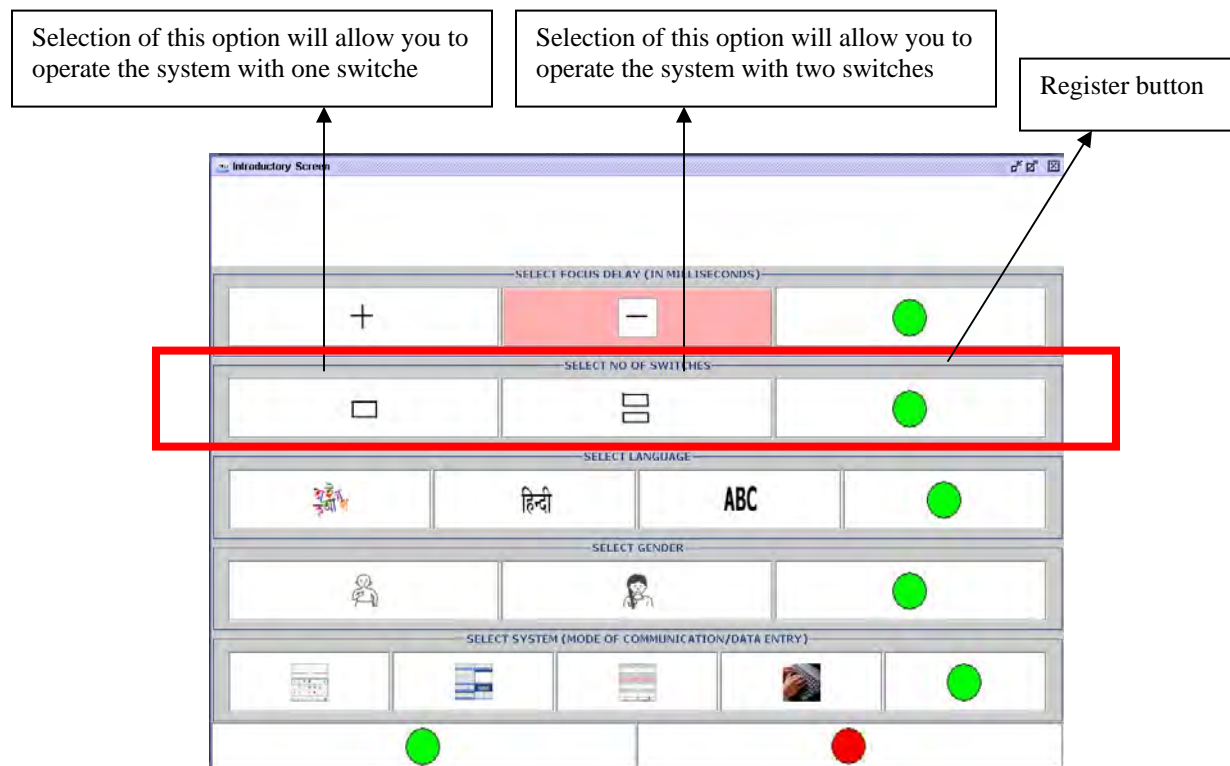 Selection of this option will allow you to
operate the system with one switche
Selection of this option will allow you to
operate the system with two switches
Register button
Introductory Screen
SELECT FOCUS DELAY (IN MILLISECONDS)
+
−
SELECT NO OF SWITCHES
SELECT LANGUAGE
हिन्दी
ABC
SELECT GENDER
SELECT SYSTEM (MODE OF COMMUNICATION/DATA ENTRY)